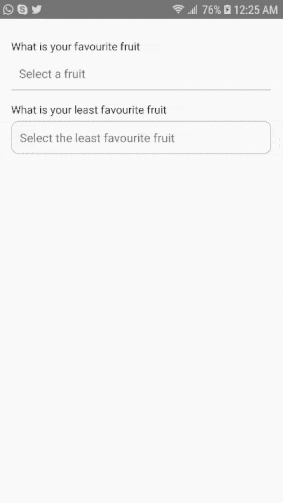 76% 12:25 AM
What is your favourite fruit
Select a fruit
What is your least favourite fruit
Select the least favourite fruit